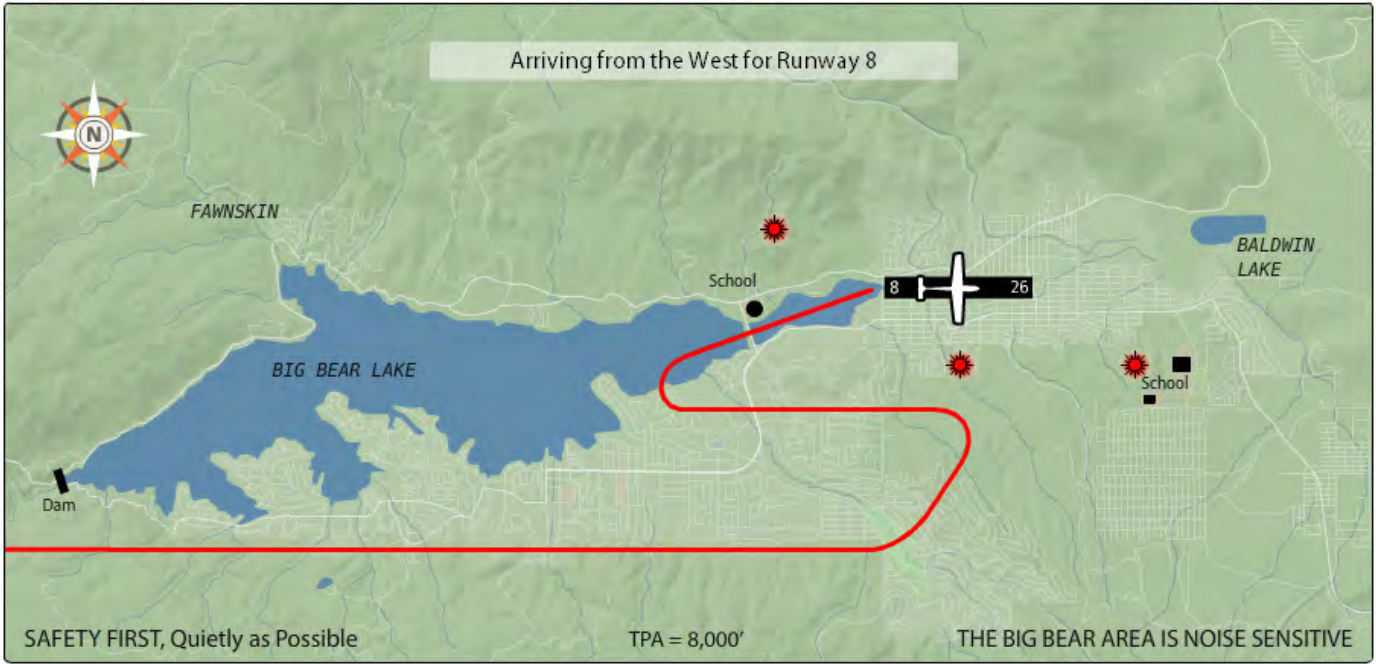 Arriving from the West for Runway 8
N
FAWNSKIN
BALDWIN
LAKE
School
8
26
BIG BEAR LAKE
School
Dam
SAFETY FIRST, Quietly as Possible
TPA = 8,000′
THE BIG BEAR AREA IS NOISE SENSITIVE